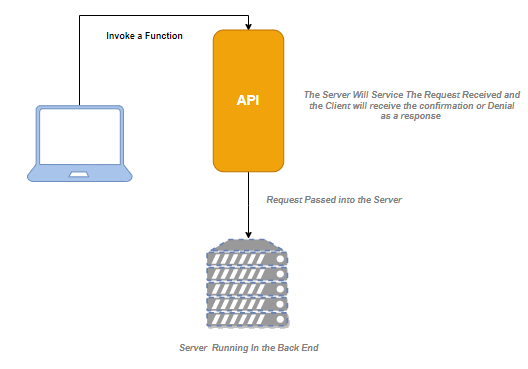 Invoke a Function
API
The Server Will Service The Request Received and
the Client will receive the confirmation or Denial
as a response
Request Passed into the Server
Server Running In the Back End